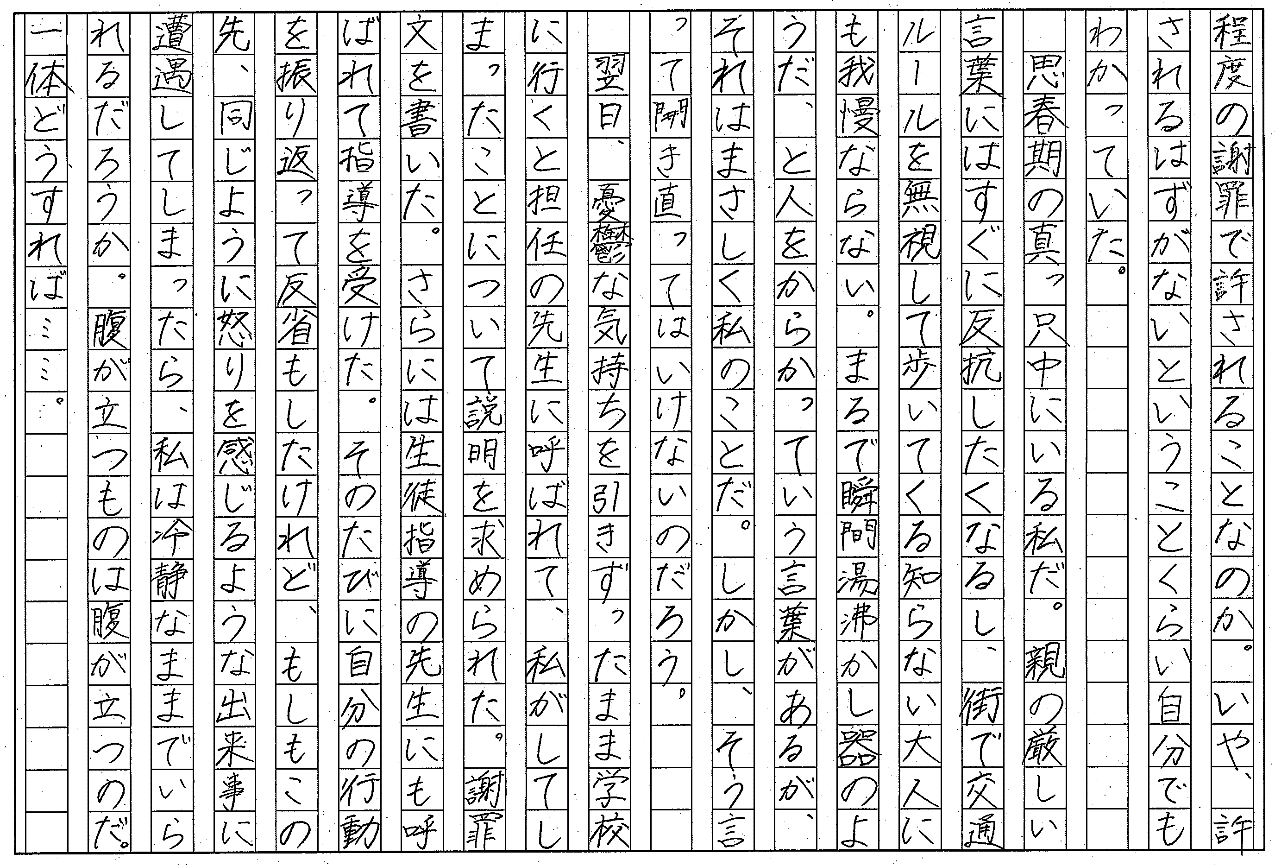 程度の謝罪で許されることなのか。いや、許
されるはずがないということくらい自分でも
わかっていた。
思春期の真っ只中にいる私だ。親の厳しい
言葉にはすぐに反抗したくなるし、街で交通
ルールを無視して歩いてくる知らない大人に
も我慢ならない。まるで瞬間湯沸かし器のよ
うだ、と人をからかっていう言葉があるが、
それはまさしく私のことだ。しかし、そう言
って開き直ってはいけないのだろう。
翌日、憂鬱な気持ちを引きずったまま学校
に行くと担任の先生に呼ばれて、私がしてし
まったことについて説明を求められた。謝罪
文を書いた。さらには生徒指導の先生にも呼
ばれて指導を受けた。そのたびに自分の行動
を振り返って反省もしたけれど、もしもこの
先、同じように怒りを感じるような出来事に
遭遇してしまったら、私は冷静なままでいら
れるだろうか。腹が立つものは腹が立つのだ。
一体どうすれば……。